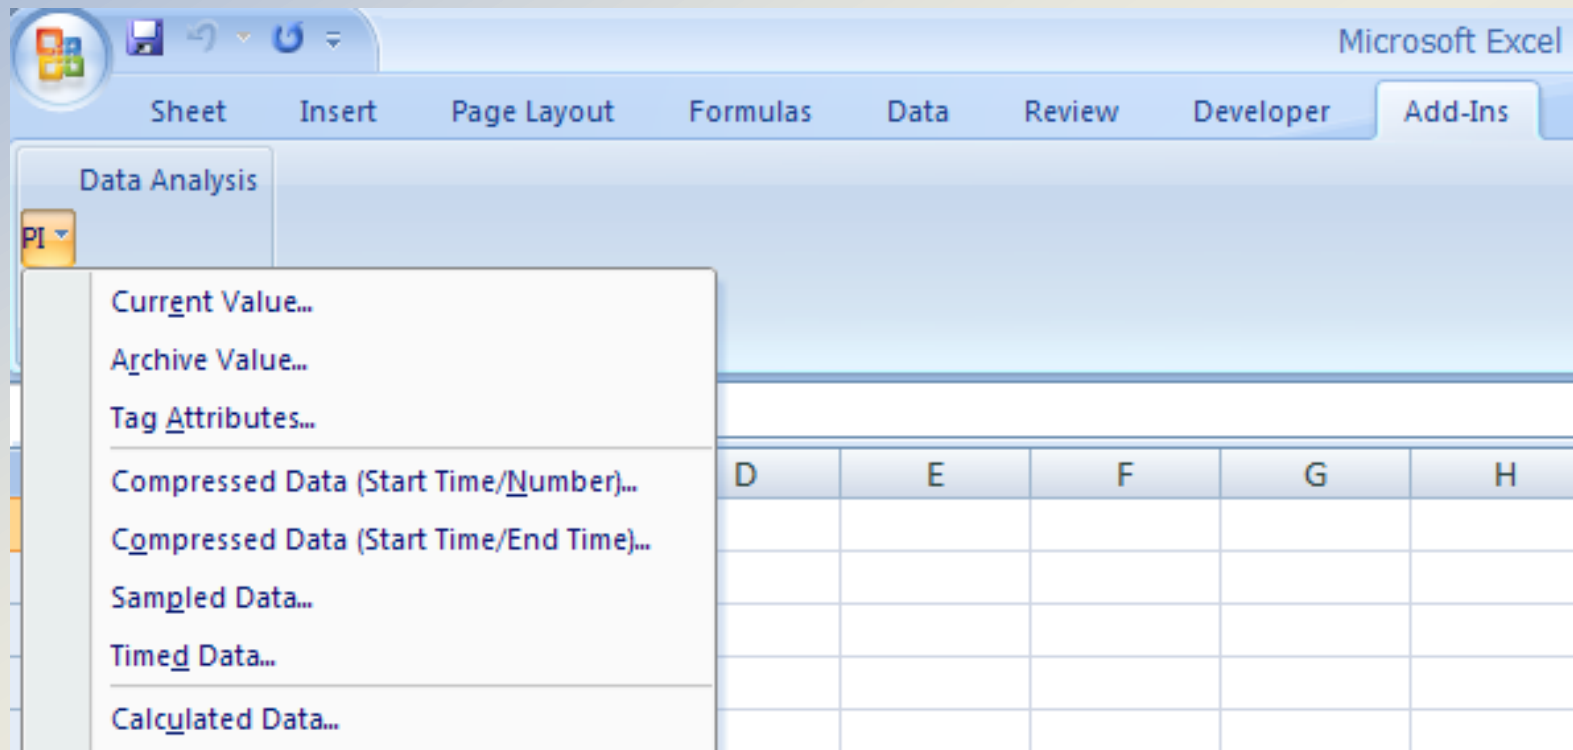 Microsoft Excel
Sheet Insert Page Layout Formulas Data Review Developer Add-Ins
Data Analysis
PI
Current Value...
Archive Value...
Tag Attributes...
Compressed Data (Start Time/Number)...
Compressed Data (Start Time/End Time)...
Sampled Data...
Timed Data...
Calculated Data...
D E F G H